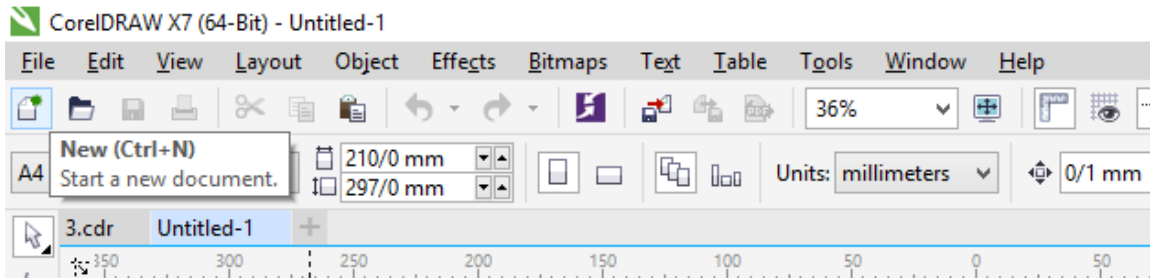 CorelDRAW X7 (64-Bit) - Untitled-1
File Edit View Layout Object Effects Bitmaps Text Table Tools Window Help
36%
New (Ctrl+N)
Start a new document.
A4 210/0 mm
297/0 mm
Units: millimeters 0/1 mm
3.cdr Untitled-1 +
350 300 250 200 150 100 50 0 50